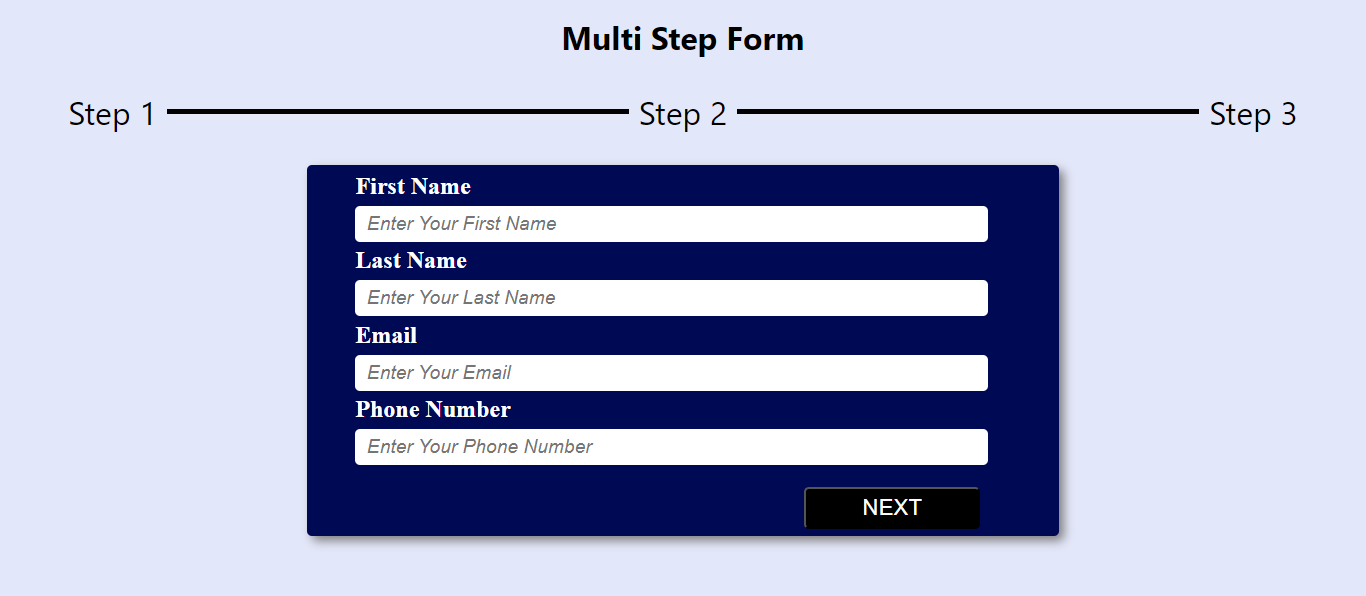 Multi Step Form
Step 1 Step 2 Step 3
First Name
Enter Your First Name
Last Name
Enter Your Last Name
Email
Enter Your Email
Phone Number
Enter Your Phone Number
NEXT